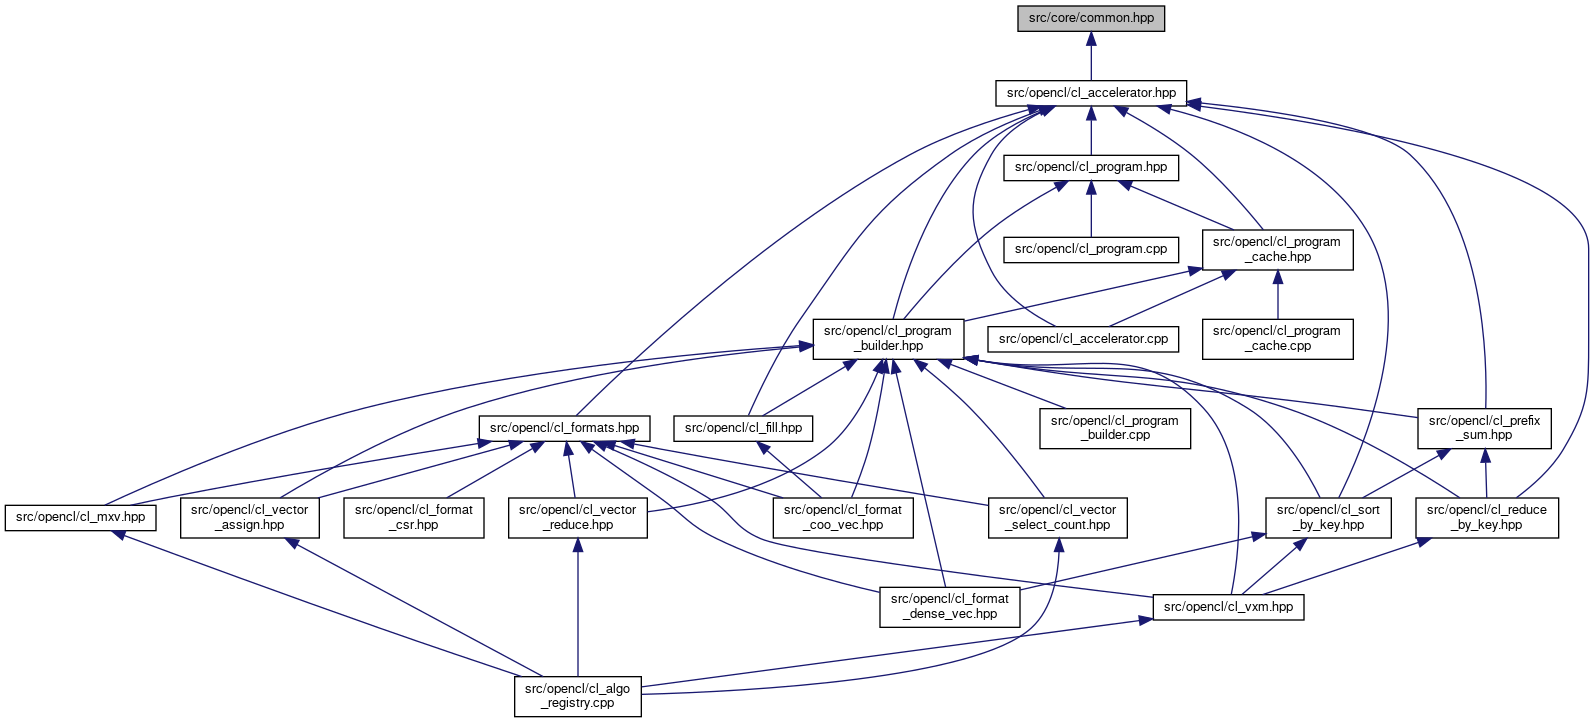 src/core/common.hpp
src/opencl/cl_accelerator.hpp
src/opencl/cl_program.hpp
src/opencl/cl_program.cpp
src/opencl/cl_program
_cache.hpp
src/opencl/cl_program
_builder.hpp
src/opencl/cl_accelerator.cpp
src/opencl/cl_program
_cache.cpp
src/opencl/cl_formats.hpp
src/opencl/cl_fill.hpp
src/opencl/cl_program
_builder.cpp
src/opencl/cl_prefix
_sum.hpp
src/opencl/cl_mxv.hpp
src/opencl/cl_vector
_assign.hpp
src/opencl/cl_format
_csr.hpp
src/opencl/cl_vector
_reduce.hpp
src/opencl/cl_format
_coo_vec.hpp
src/opencl/cl_vector
_select_count.hpp
src/opencl/cl_sort
_by_key.hpp
src/opencl/cl_reduce
_by_key.hpp
src/opencl/cl_format
_dense_vec.hpp
src/opencl/cl_vxm.hpp
src/opencl/cl_algo
_registry.cpp